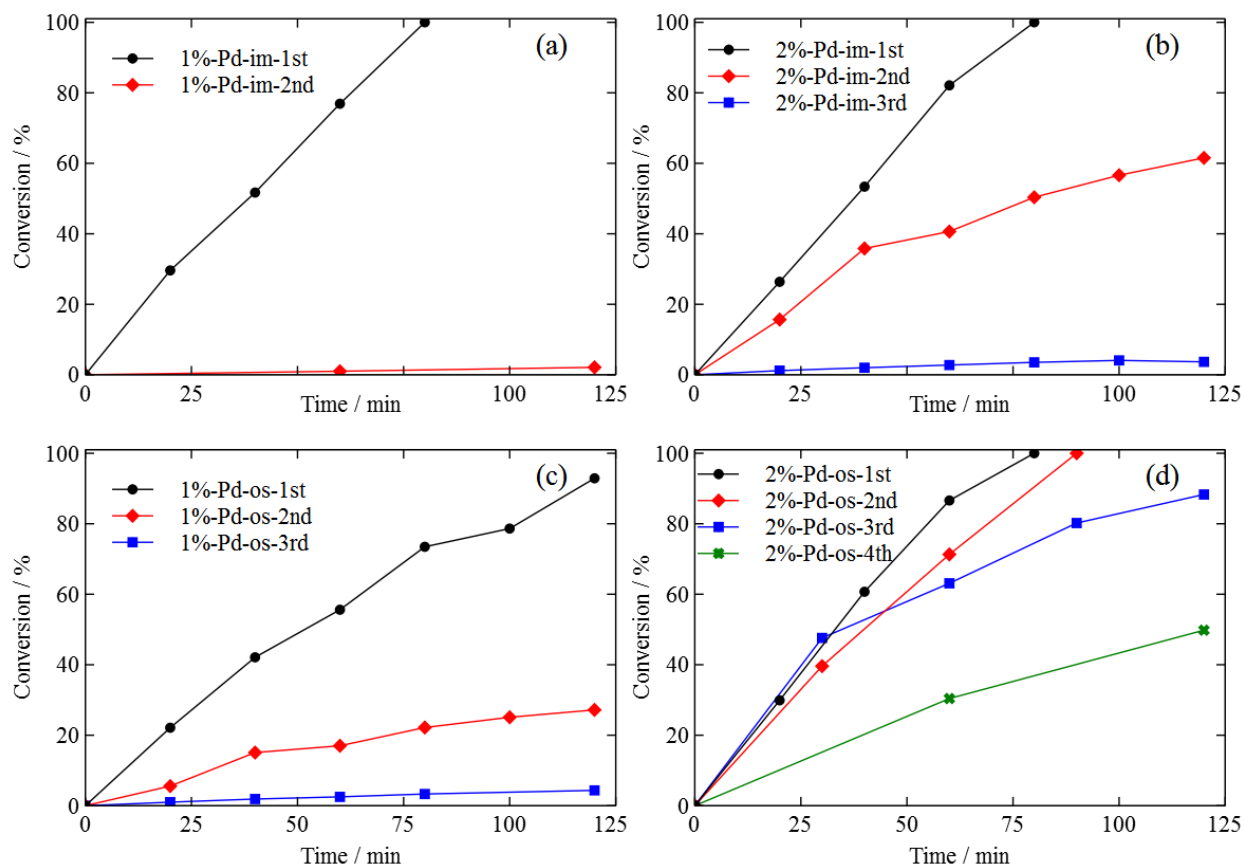 (a)
1%-Pd-im-1st
1%-Pd-im-2nd
Conversion / %
100
80
60
40
20
0
0 25 50 75 100 125
Time / min
(b)
2%-Pd-im-1st
2%-Pd-im-2nd
2%-Pd-im-3rd
Conversion / %
100
80
60
40
20
0
0 25 50 75 100 125
Time / min
(c)
1%-Pd-os-1st
1%-Pd-os-2nd
1%-Pd-os-3rd
Conversion / %
100
80
60
40
20
0
0 25 50 75 100 125
Time / min
(d)
2%-Pd-os-1st
2%-Pd-os-2nd
2%-Pd-os-3rd
2%-Pd-os-4th
Conversion / %
100
80
60
40
20
0
0 25 50 75 100 125
Time / min